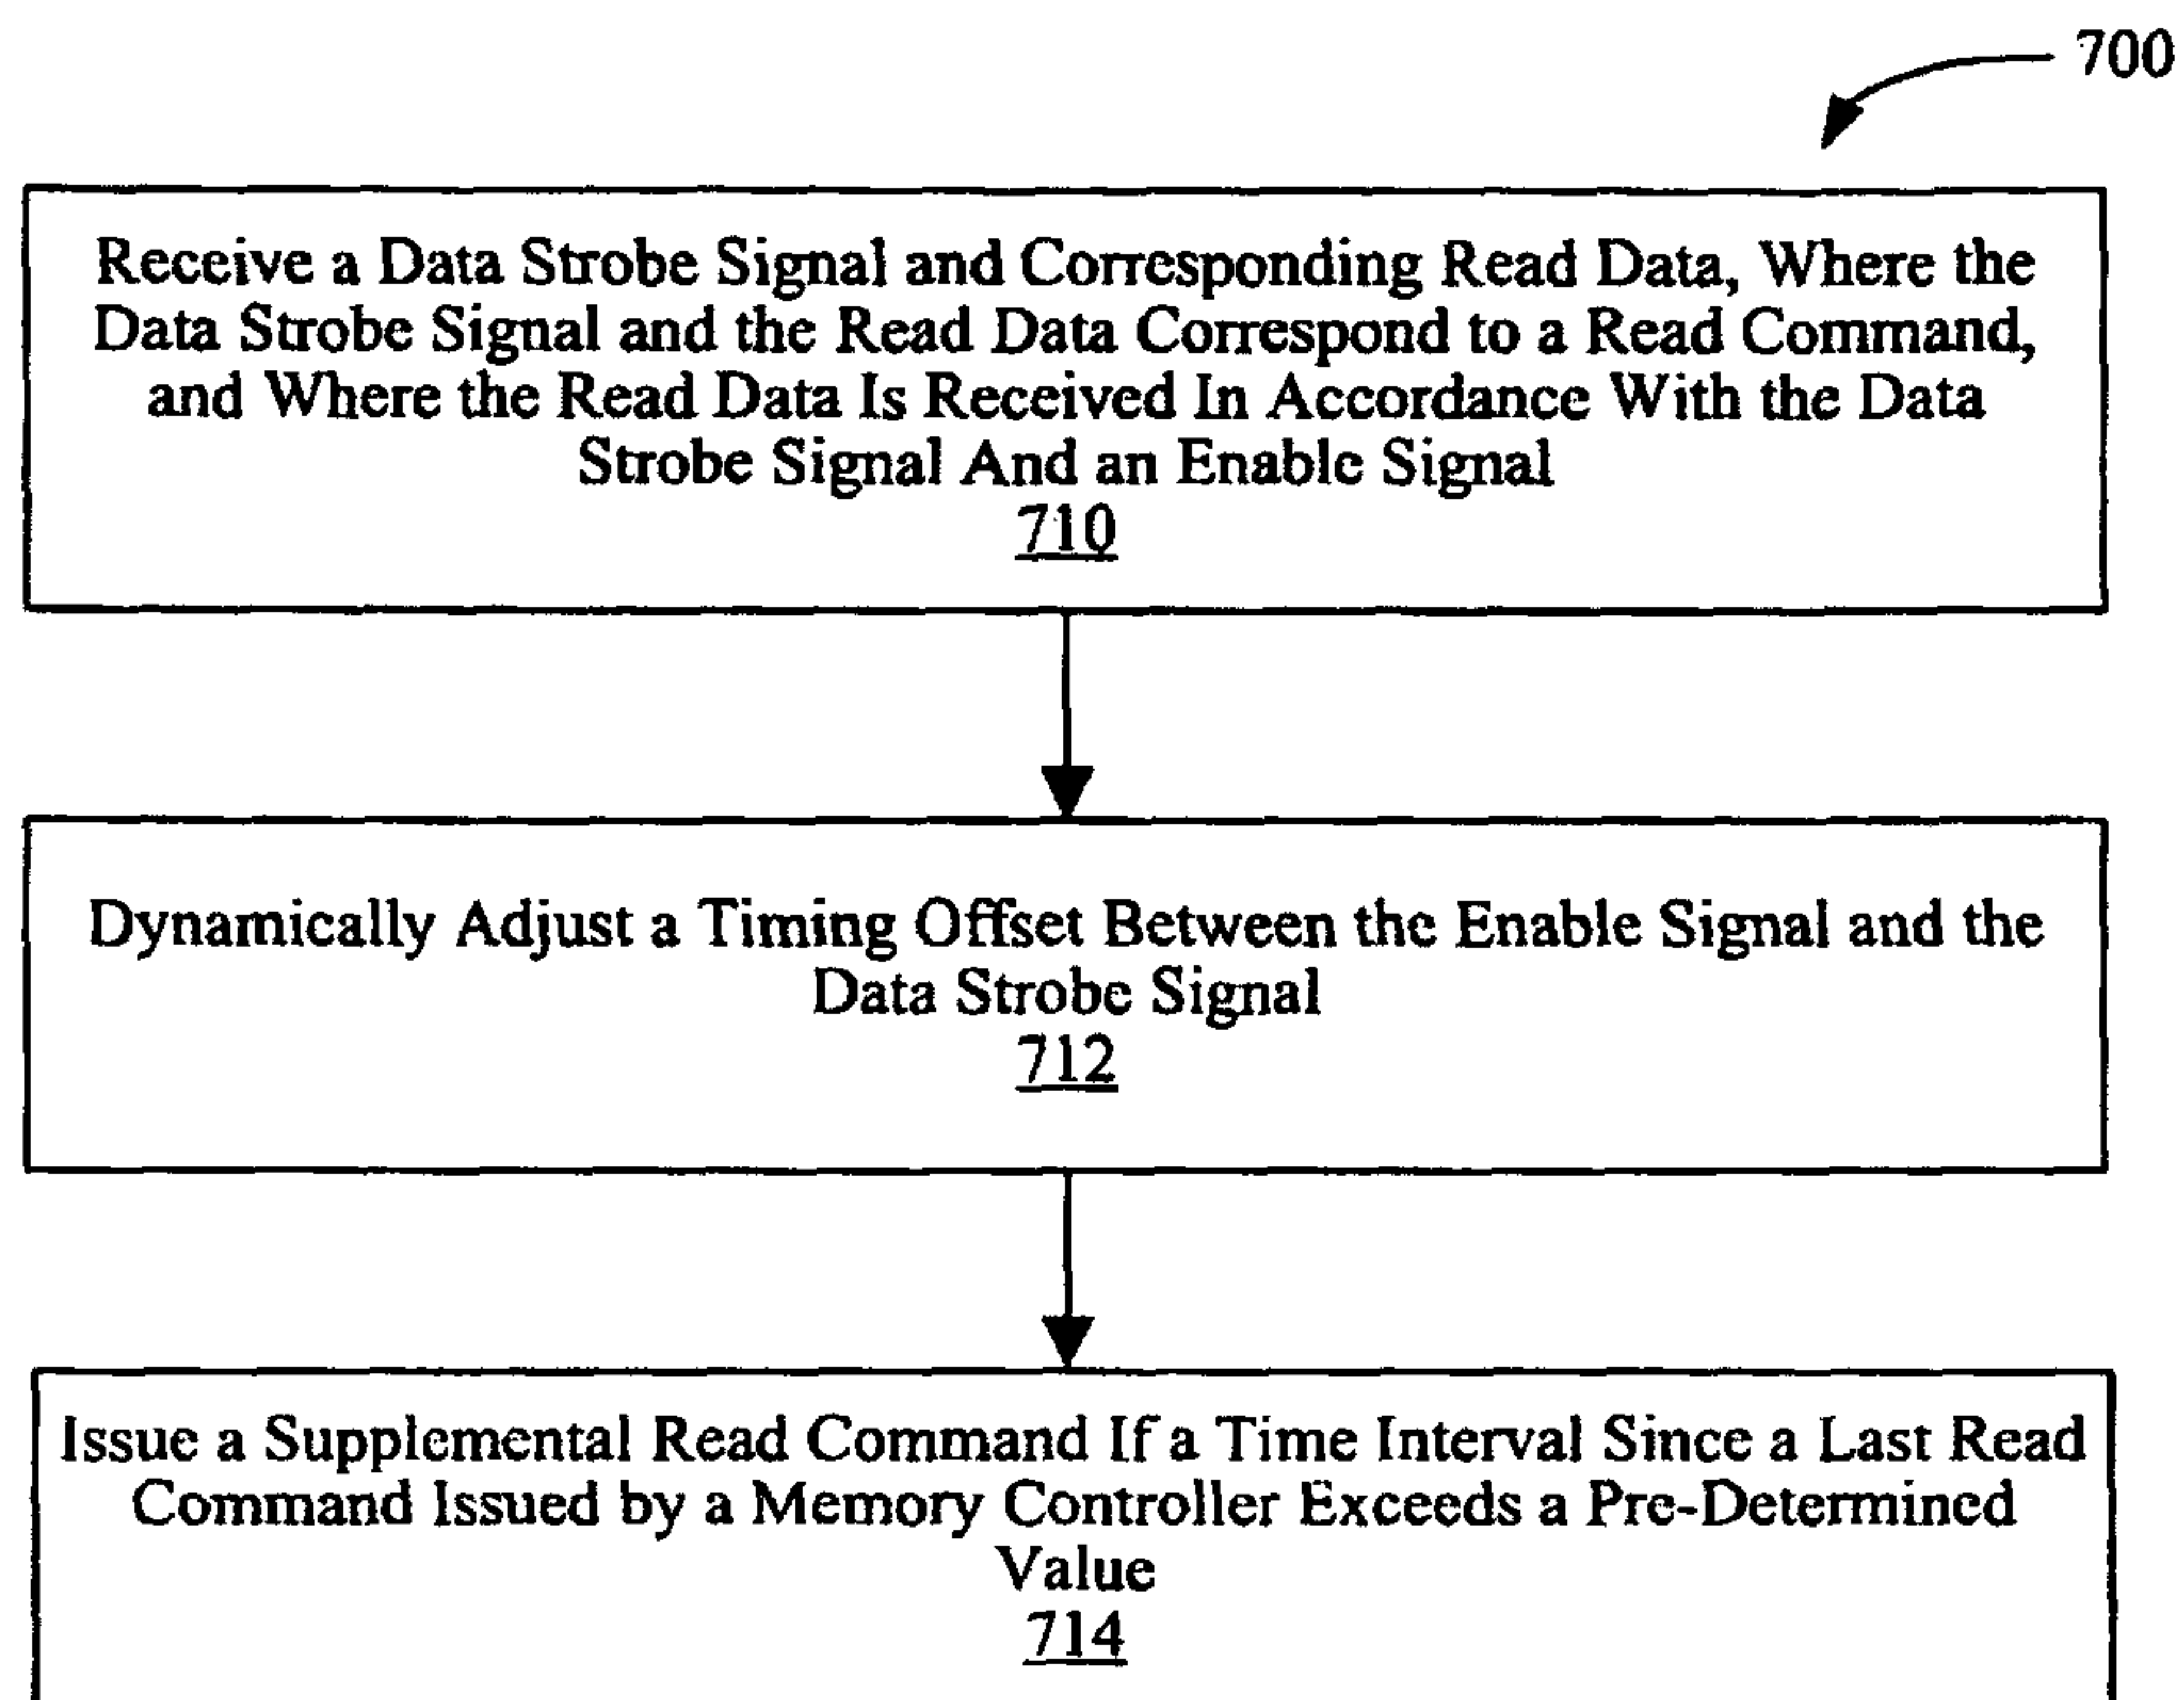 700
Receive a Data Strobe Signal and Corresponding Read Data, Where the
Data Strobe Signal and the Read Data Correspond to a Read Command,
and Where the Read Data Is Received In Accordance With the Data
Strobe Signal And an Enable Signal
710
Dynamically Adjust a Timing Offset Between the Enable Signal and the
Data Strobe Signal
712
Issue a Supplemental Read Command If a Time Interval Since a Last Read
Command Issued by a Memory Controller Exceeds a Pre-Determined
Value
714